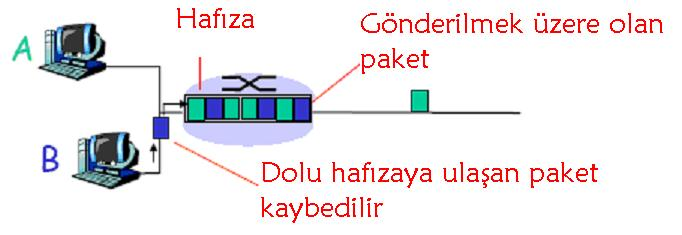 Hafıza
Gönderilmek üzere olan
paket
A
B
Dolu hafızaya ulaşan paket
kaybedilir